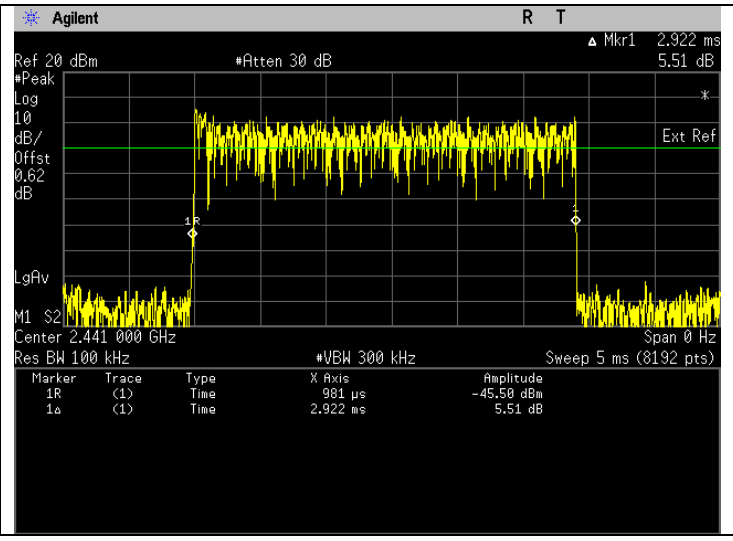 Agilent R T
Δ Mkr1 2.922 ms
Ref 20 dBm #Atten 30 dB 5.51 dB
#Peak
Log
10
dB/
Offst
0.62
dB
Ext Ref
1R
1
LgAv
M1 S2
Center 2.441 000 GHz Span 0 Hz
Res BW 100 kHz #VBW 300 kHz Sweep 5 ms (8192 pts)
Marker Trace Type X Axis Amplitude
1R (1) Time 981 µs -45.50 dBm
1Δ (1) Time 2.922 ms 5.51 dB